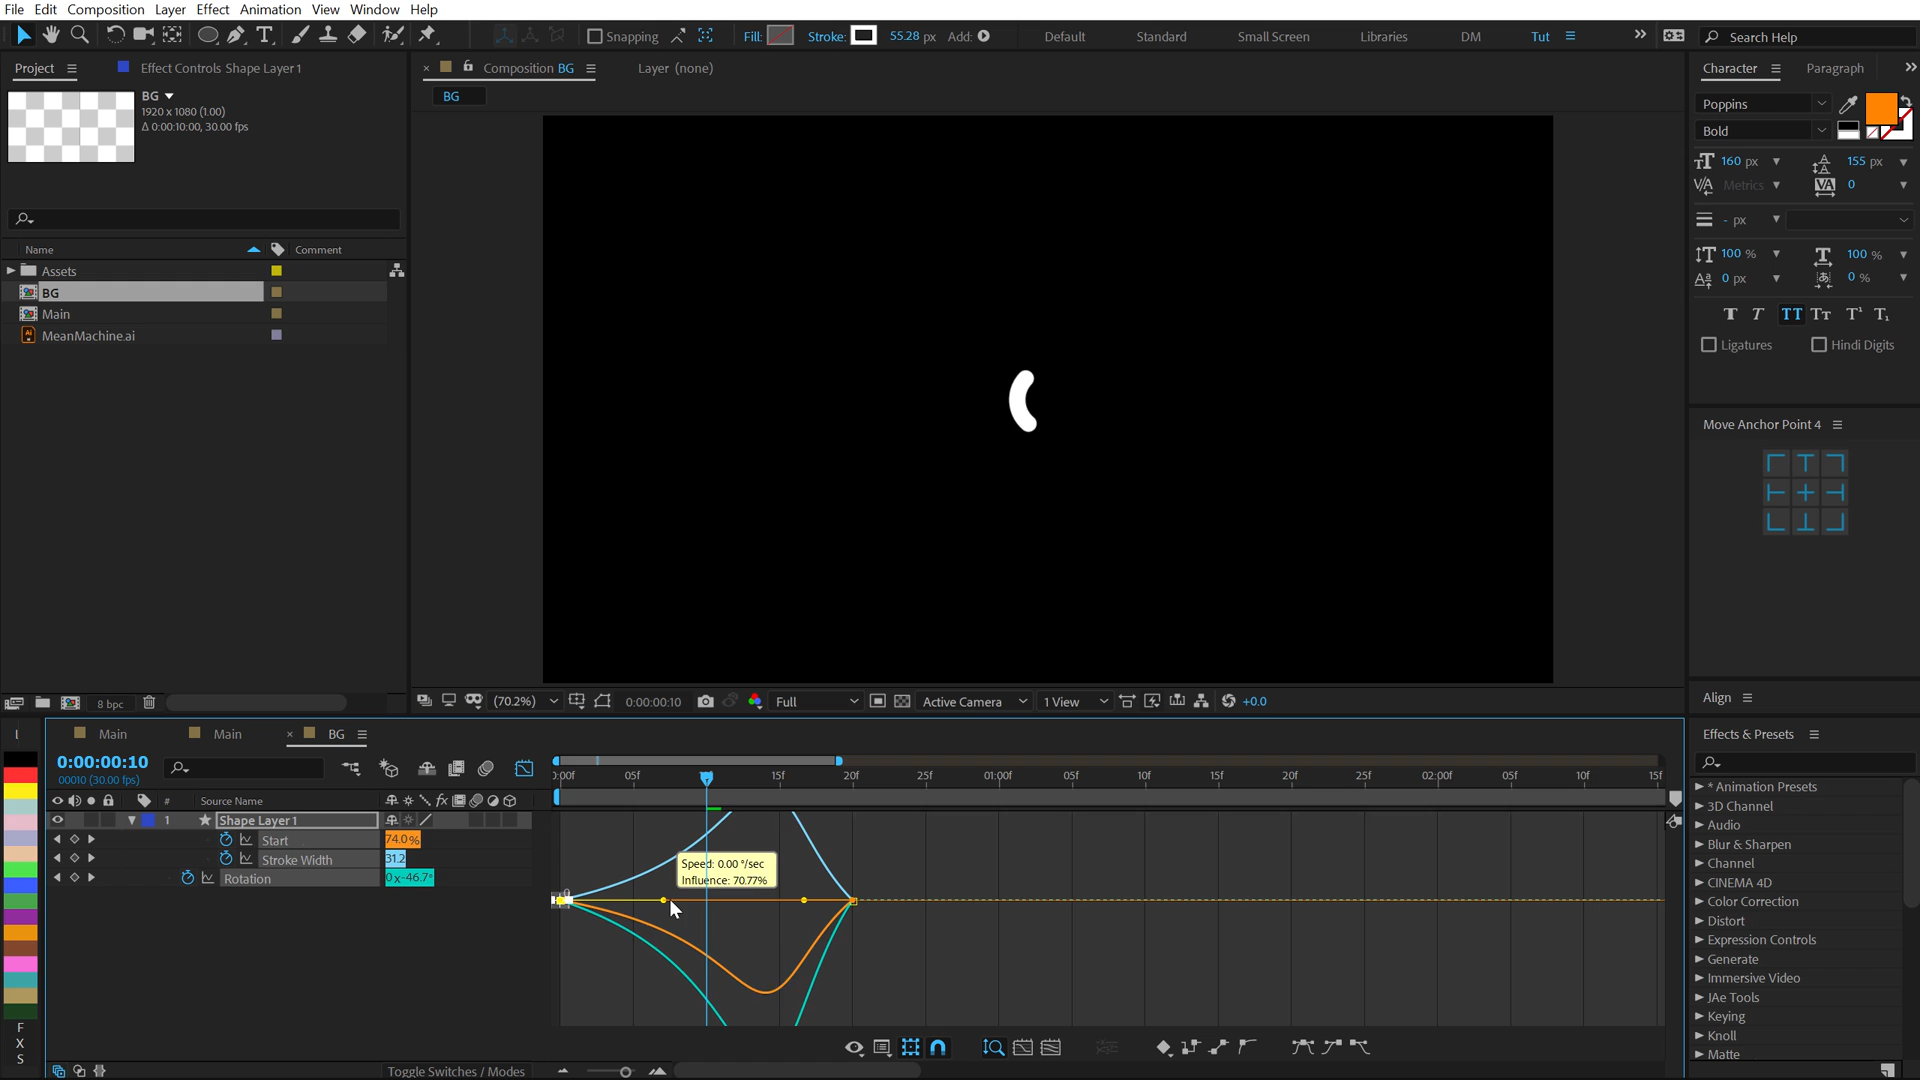 File Edit Composition Layer Effect Animation View Window Help
Snapping Fill: Stroke: 55.28 px Add: Default Standard Small Screen Libraries DM Tut Search Help
Project Effect Controls Shape Layer 1 Composition BG Layer (none) Character Paragraph
BG
1920 x 1080 (1.00)
Δ 0:00:10:00, 30.00 fps
BG
Poppins
Bold
160 px 155 px
Metrics 0
- px
100 % 100 %
0 px 0 %
Ligatures Hindi Digits
Name Comment
Assets
BG
Main
MeanMachine.ai
Move Anchor Point 4
Align
8 bpc (70.2%) 0:00:00:10 Full Active Camera 1 View +0.0
Main Main BG
0:00:00:10
00010 (30.00 fps)
0:00f 05f 15f 20f 25f 01:00f 05f 10f 15f 20f 25f 02:00f 05f 10f 15f
# Source Name
1 Shape Layer 1
Start 74.0%
Stroke Width 31.2
Rotation 0x-46.7°
Speed: 0.00 °/sec
Influence: 70.77%
F
X
S
Toggle Switches / Modes
Effects & Presets
* Animation Presets
3D Channel
Audio
Blur & Sharpen
Channel
CINEMA 4D
Color Correction
Distort
Expression Controls
Generate
Immersive Video
JAe Tools
Keying
Knoll
Matte